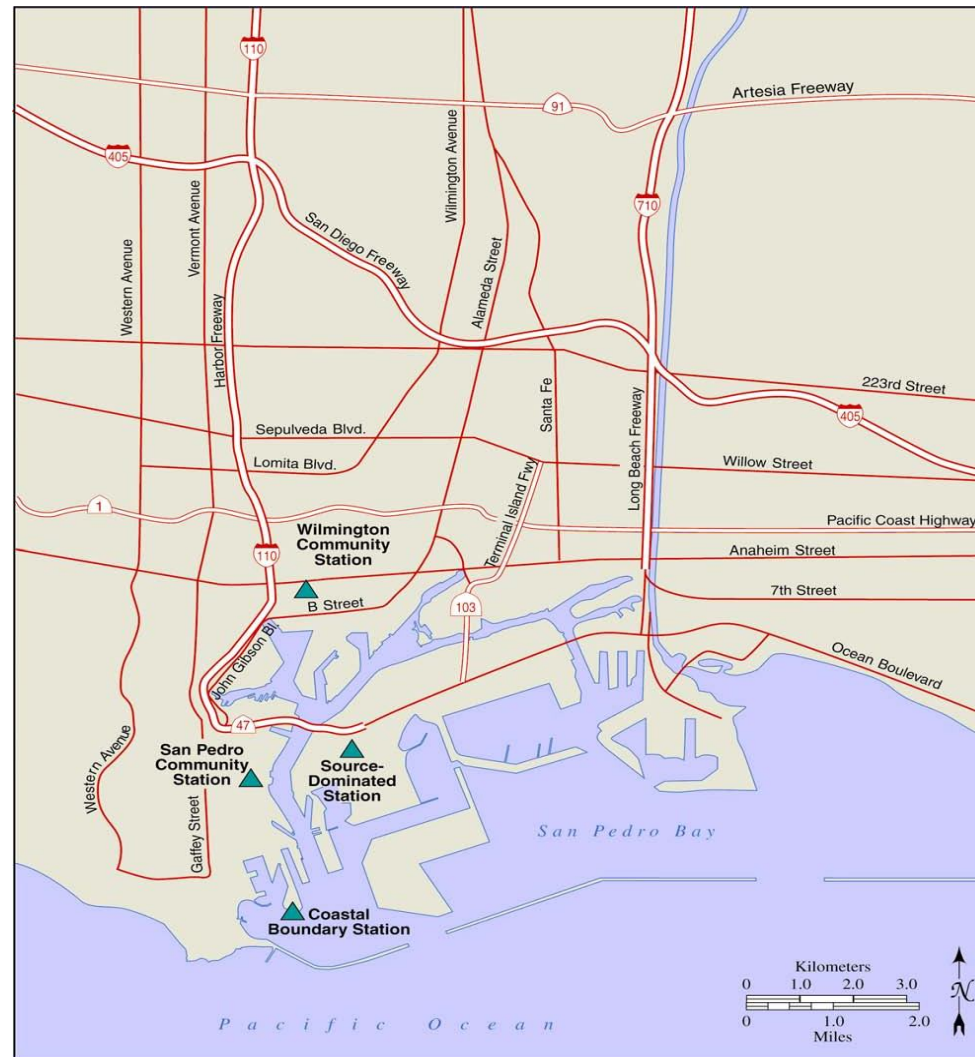 110
Artesia Freeway
91
405
Wilmington Avenue
710
Vermont Avenue
Western Avenue
San Diego Freeway
Alameda Street
Harbor Freeway
223rd Street
Santa Fe
405
Sepulveda Blvd.
Long Beach Freeway
Lomita Blvd.
Willow Street
Terminal Island Fwy
1
Pacific Coast Highway
Wilmington
Community
Station
110
Anaheim Street
B Street
7th Street
103
John Gibson Bl.
Ocean Boulevard
47
San Pedro
Community
Station
Source-
Dominated
Station
Western Avenue
Gaffey Street
San Pedro Bay
Coastal
Boundary Station
Kilometers
0 1.0 2.0 3.0
0 1.0 2.0
Miles
N
Pacific Ocean